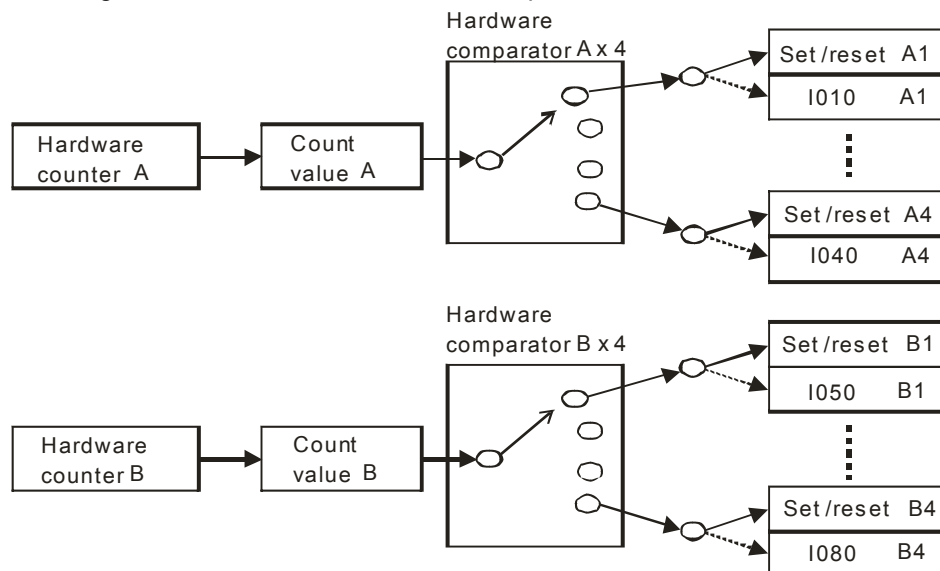 Hardware
comparator A x 4
Set/reset A1
I010 A1
Hardware
counter A
Count
value A
Set/reset A4
I040 A4
Hardware
comparator B x 4
Set/reset B1
I050 B1
Hardware
counter B
Count
value B
Set/reset B4
I080 B4